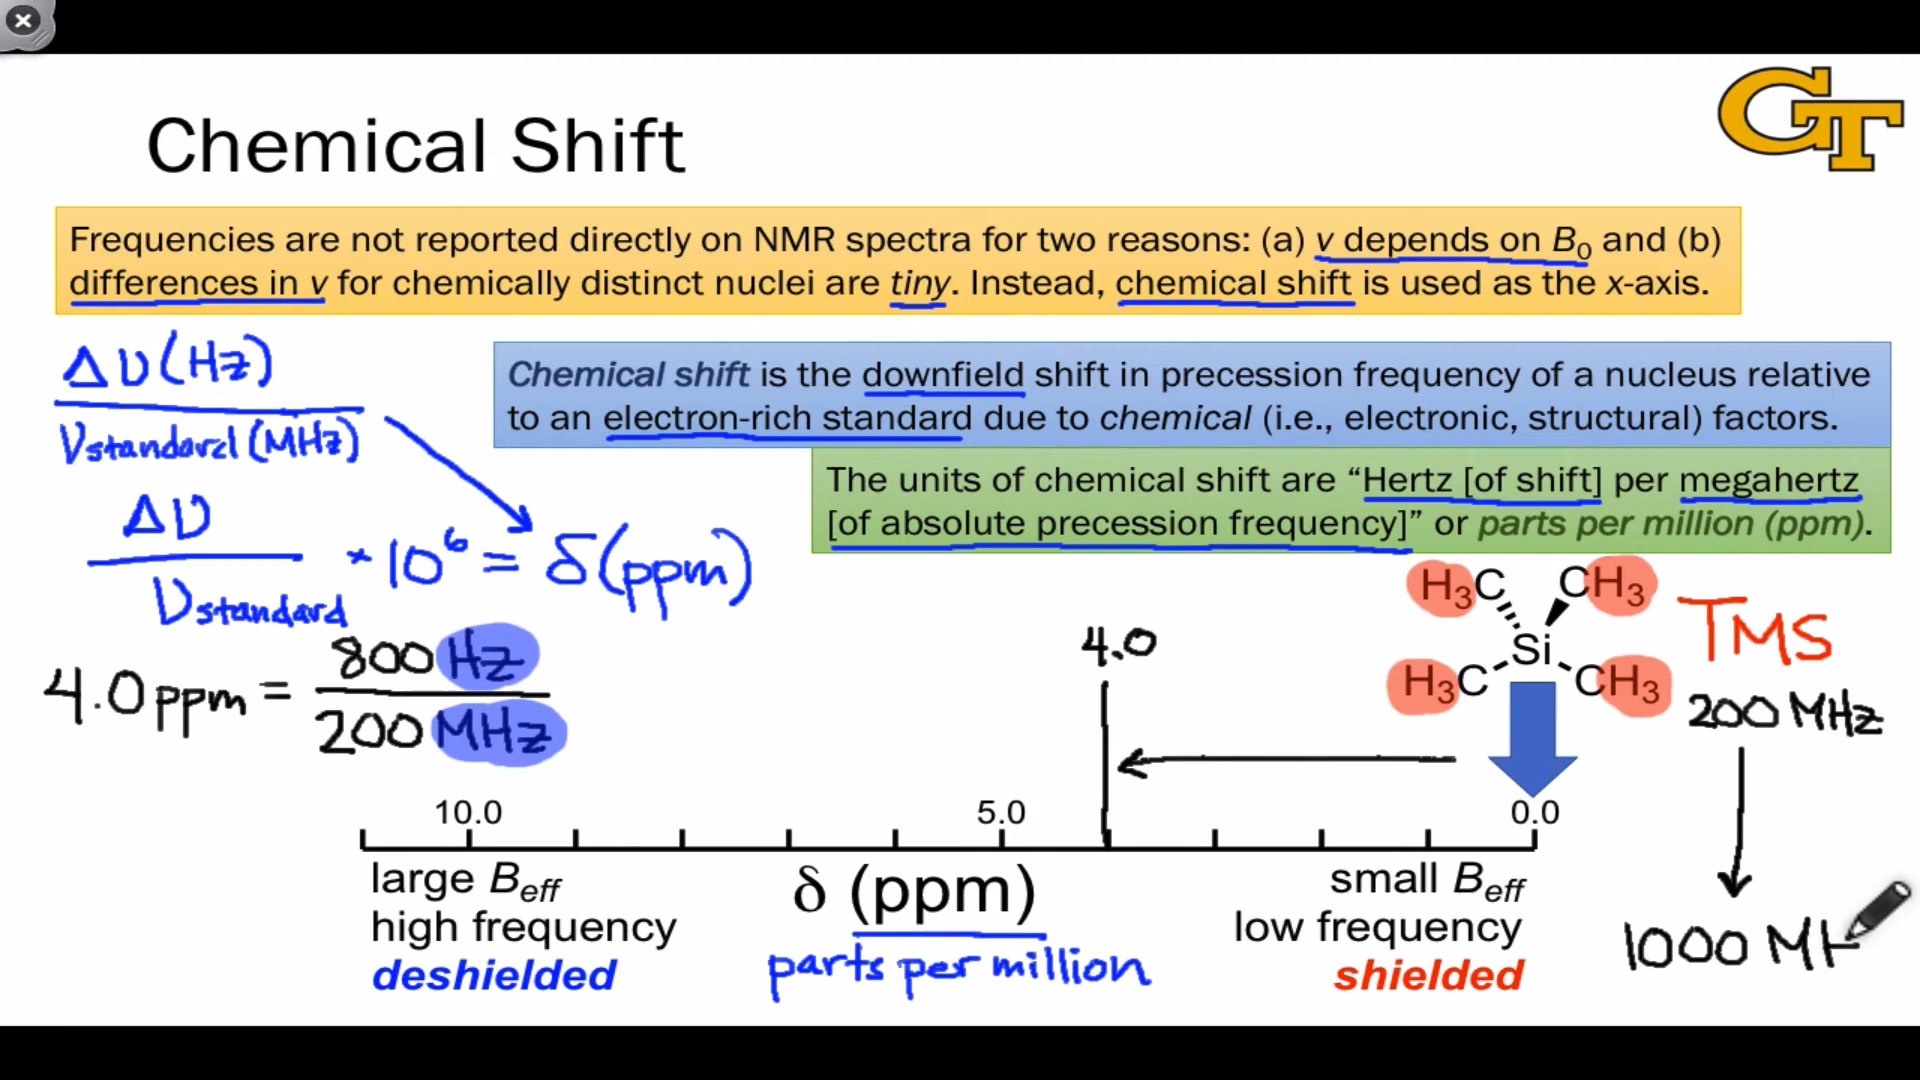 Chemical Shift
GT
Frequencies are not reported directly on NMR spectra for two reasons: (a) ν depends on B0 and (b)
differences in ν for chemically distinct nuclei are tiny. Instead, chemical shift is used as the x-axis.
Δν (Hz)
νstandard (MHz)
Chemical shift is the downfield shift in precession frequency of a nucleus relative
to an electron-rich standard due to chemical (i.e., electronic, structural) factors.
The units of chemical shift are “Hertz [of shift] per megahertz
[of absolute precession frequency]” or parts per million (ppm).
Δν
νstandard
• 10⁶ = δ (ppm)
4.0 ppm = 800 Hz
200 MHz
4.0
H3C CH3
Si
H3C CH3
TMS
200 MHz
1000 MH
10.0 5.0 0.0
large Beff
high frequency
deshielded
δ (ppm)
parts per million
small Beff
low frequency
shielded